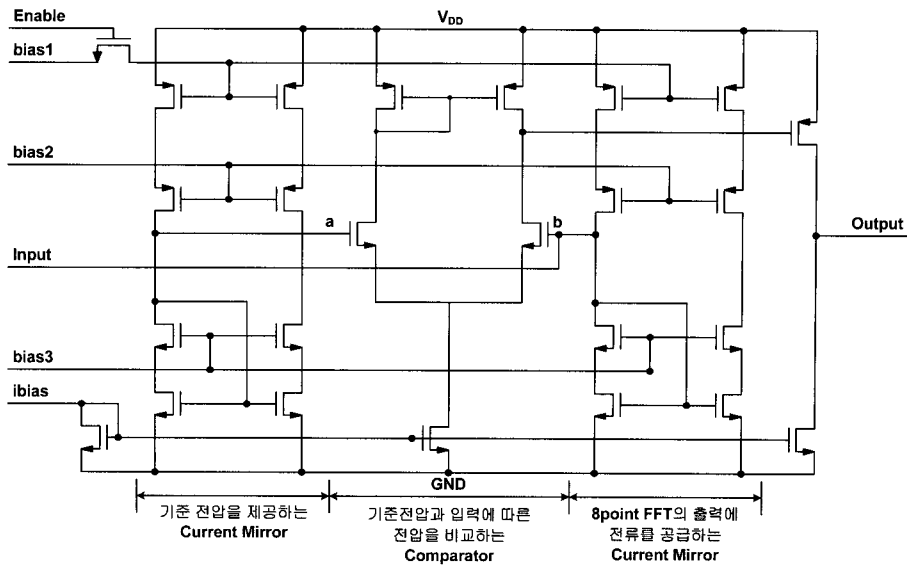 Enable
V_DD
bias1
bias2
a
b
Output
Input
bias3
ibias
GND
기준 전압을 제공하는
Current Mirror
기준전압과 입력에 따른
전압을 비교하는
Comparator
8point FFT의 출력에
전류를 공급하는
Current Mirror